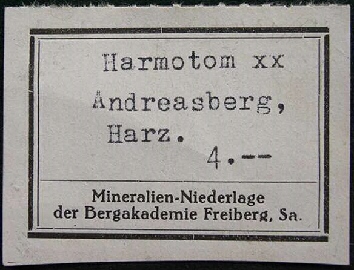 Harmotom xx
Andreasberg,
Harz.
4.--
Mineralien-Niederlage
der Bergakademie Freiberg, Sa.